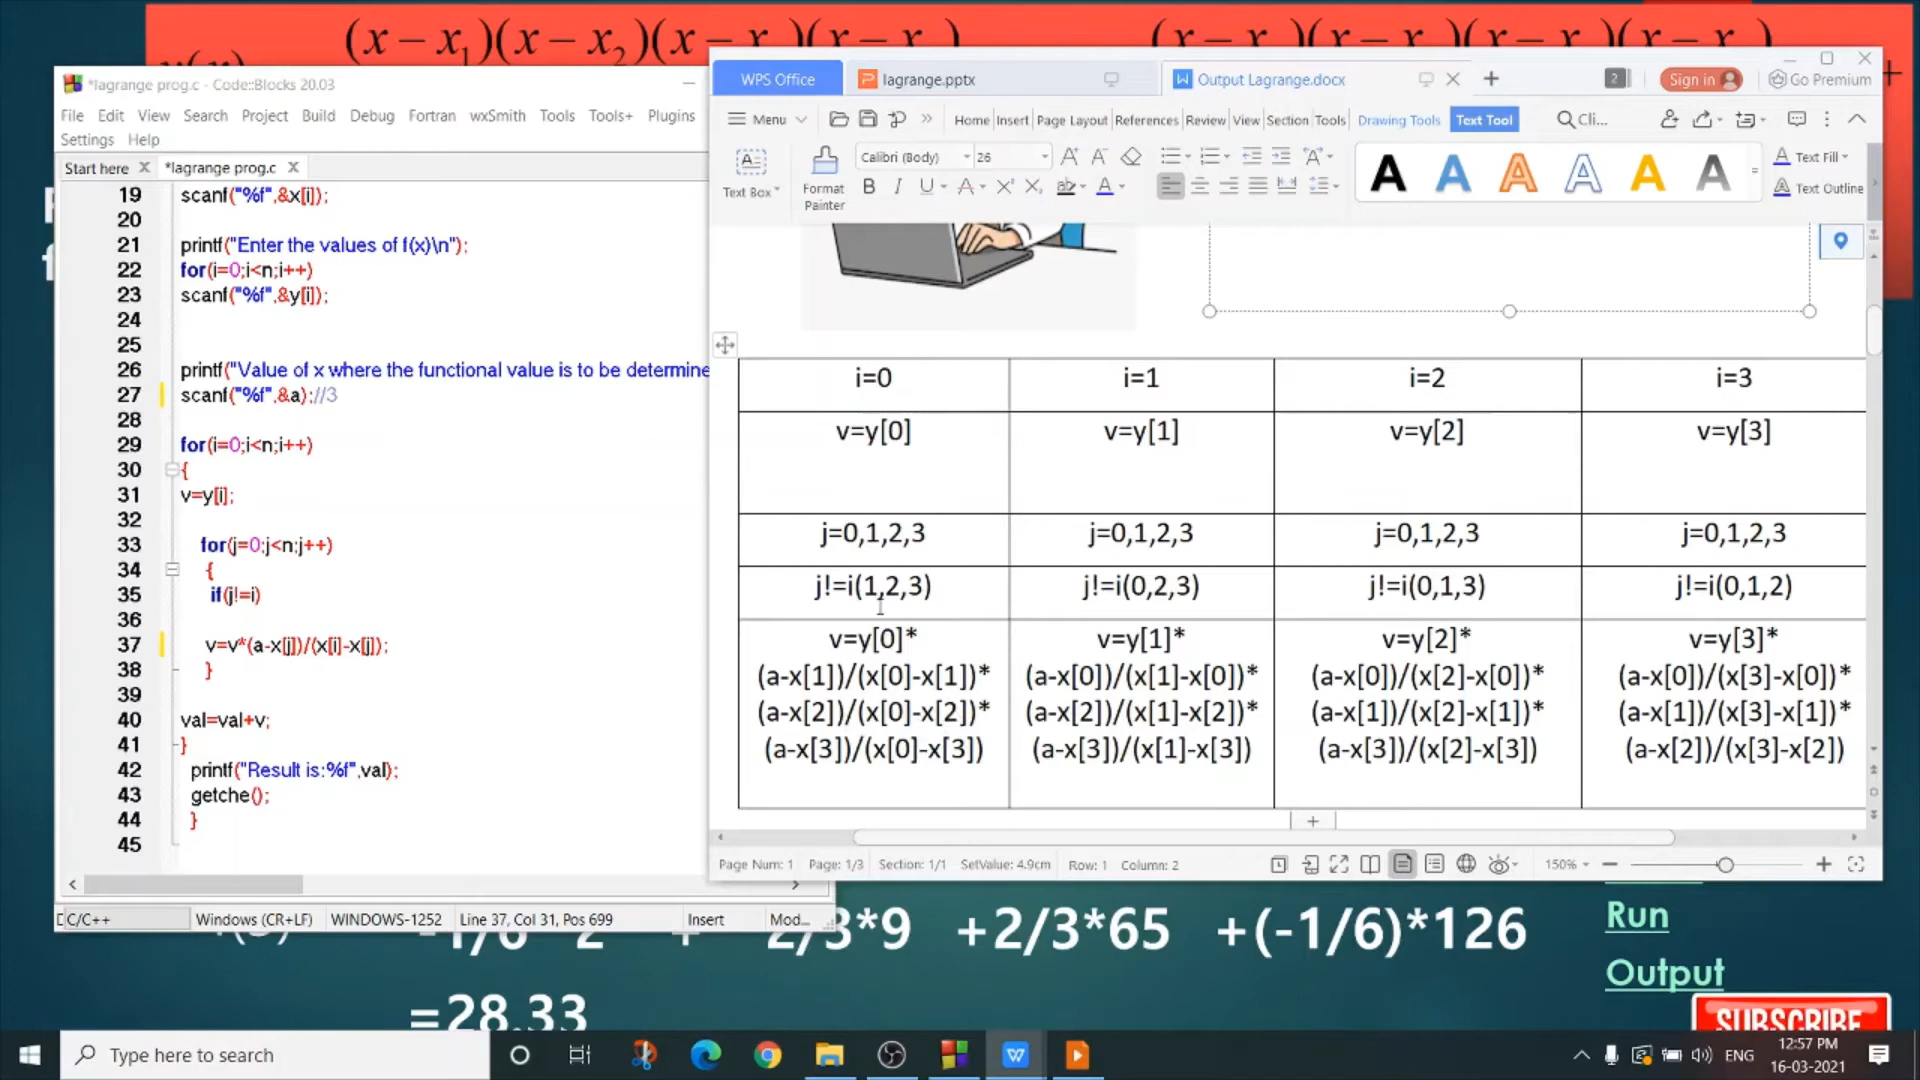 (x-x1)(x-x2)(x-x
)(x-x
(x-x
)(x-x
)(x-x
)(x-x
*lagrange prog.c - Code::Blocks 20.03
File Edit View Search Project Build Debug Fortran wxSmith Tools Tools+ Plugins
Settings Help
Start here
*lagrange prog.c
19 scanf("%f",&x[i]);
20
21 printf("Enter the values of f(x)\n");
22 for(i=0;i<n;i++)
23 scanf("%f",&y[i]);
24
25
26 printf("Value of x where the functional value is to be determine
27 scanf("%f",&a);//3
28
29 for(i=0;i<n;i++)
30 {
31 v=y[i];
32
33 for(j=0;j<n;j++)
34 {
35 if(j!=i)
36
37 v=v*(a-x[j])/(x[i]-x[j]);
38 }
39
40 val=val+v;
41 }
42 printf("Result is:%f",val);
43 getche();
44 }
45
C/C++ Windows (CR+LF) WINDOWS-1252 Line 37, Col 31, Pos 699 Insert Mod...
WPS Office
lagrange.pptx
Output Lagrange.docx
2
Sign in
Go Premium
Menu
Home Insert Page Layout References Review View Section Tools Drawing Tools Text Tool
Cli...
Text Box
Format Painter
Calibri (Body) 26
Text Fill
Text Outline
i=0 i=1 i=2 i=3
v=y[0] v=y[1] v=y[2] v=y[3]
j=0,1,2,3 j=0,1,2,3 j=0,1,2,3 j=0,1,2,3
j!=i(1,2,3) j!=i(0,2,3) j!=i(0,1,3) j!=i(0,1,2)
v=y[0]* v=y[1]* v=y[2]* v=y[3]*
(a-x[1])/(x[0]-x[1])* (a-x[0])/(x[1]-x[0])* (a-x[0])/(x[2]-x[0])* (a-x[0])/(x[3]-x[0])*
(a-x[2])/(x[0]-x[2])* (a-x[2])/(x[1]-x[2])* (a-x[1])/(x[2]-x[1])* (a-x[1])/(x[3]-x[1])*
(a-x[3])/(x[0]-x[3]) (a-x[3])/(x[1]-x[3]) (a-x[3])/(x[2]-x[3]) (a-x[2])/(x[3]-x[2])
Page Num: 1 Page: 1/3 Section: 1/1 SetValue: 4.9cm Row: 1 Column: 2
150%
2/3*9 +2/3*65 +(-1/6)*126
=28.33
Run
Output
SUBSCRIBE
Type here to search
ENG
12:57 PM
16-03-2021